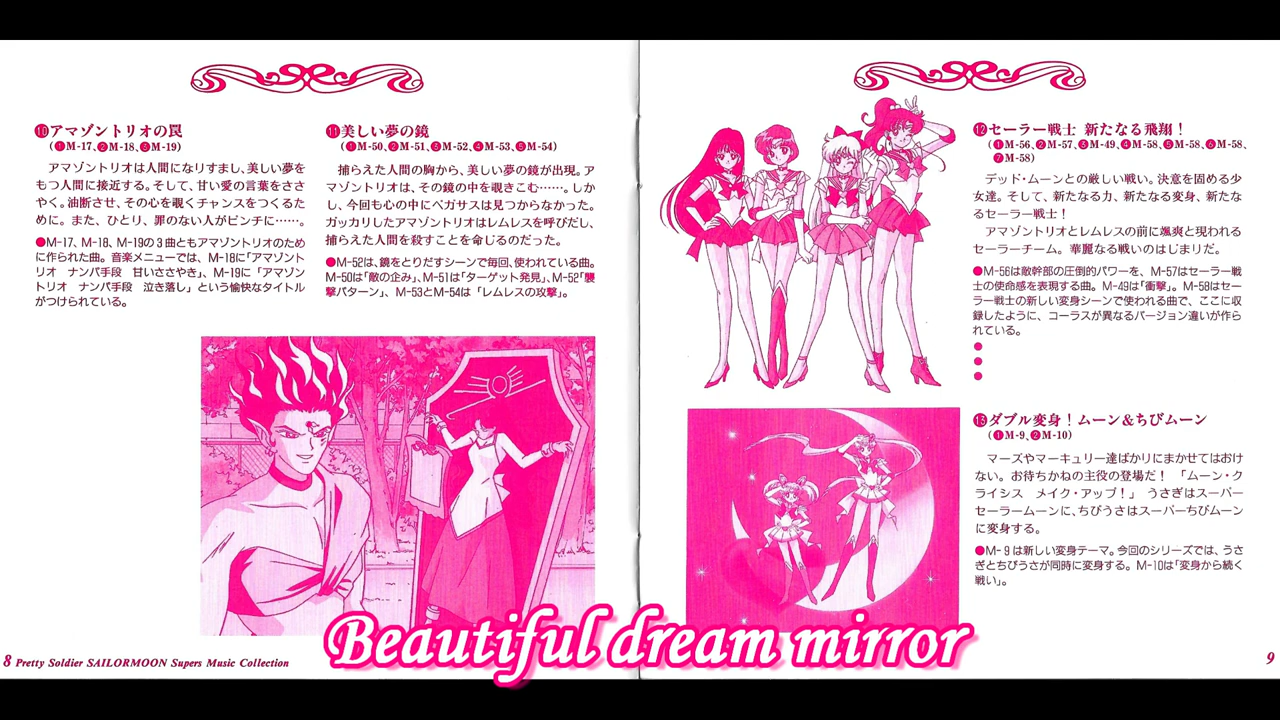 ❿アマゾントリオの罠
(❶M-17、❷M-18、❸M-19)
アマゾントリオは人間になりすまし、美しい夢を
もつ人間に接近する。そして、甘い愛の言葉をささ
やく。油断させ、その心を覗くチャンスをつくるた
めに。また、ひとり、罪のない人がピンチに……。
●M-17、M-18、M-19の3曲ともアマゾントリオのため
に作られた曲。音楽メニューでは、M-18に「アマゾント
リオ ナンパ手段 甘いささやき」、M-19に「アマゾン
トリオ ナンパ手段 泣き落し」という愉快なタイトル
がつけられている。
⓫美しい夢の鏡
(❶M-50、❷M-51、❸M-52、❹M-53、❺M-54)
捕らえた人間の胸から、美しい夢の鏡が出現。ア
マゾントリオは、その鏡の中を覗きこむ……。しか
し、今回も心の中にペガサスは見つからなかった。
ガッカリしたアマゾントリオはレムレスを呼びだし、
捕らえた人間を殺すことを命じるのだった。
●M-52は、鏡をとりだすシーンで毎回、使われている曲。
M-50は「敵の企み」、M-51は「ターゲット発見」、M-52「襲
撃パターン」、M-53とM-54は「レムレスの攻撃」。
⓬セーラー戦士 新たなる飛翔!
(❶M-56、❷M-57、❸M-49、❹M-58、❺M-58、❻M-58、
❼M-58)
デッド・ムーンとの厳しい戦い。決意を固める少
女達。そして、新たなる力、新たなる変身、新たな
るセーラー戦士!
アマゾントリオとレムレスの前に颯爽と現われる
セーラーチーム。華麗なる戦いのはじまりだ。
●M-56は敵幹部の圧倒的パワーを、M-57はセーラー戦
士の使命感を表現する曲。M-49は「衝撃」。M-58はセー
ラー戦士の新しい変身シーンで使われる曲で、ここに収
録したように、コーラスが異なるバージョン違いが作ら
れている。
●
●
●
⓭ダブル変身!ムーン&ちびムーン
(❶M-9、❷M-10)
マーズやマーキュリー達ばかりにまかせてはおけ
ない。お待ちかねの主役の登場だ! 「ムーン・ク
ライシス メイク・アップ!」 うさぎはスーパー
セーラームーンに、ちびうさはスーパーちびムーン
に変身する。
●M-9は新しい変身テーマ。今回のシリーズでは、うさ
ぎとちびうさが同時に変身する。M-10は「変身から続く
戦い」。
Beautiful dream mirror
8 Pretty Soldier SAILORMOON Supers Music Collection
9